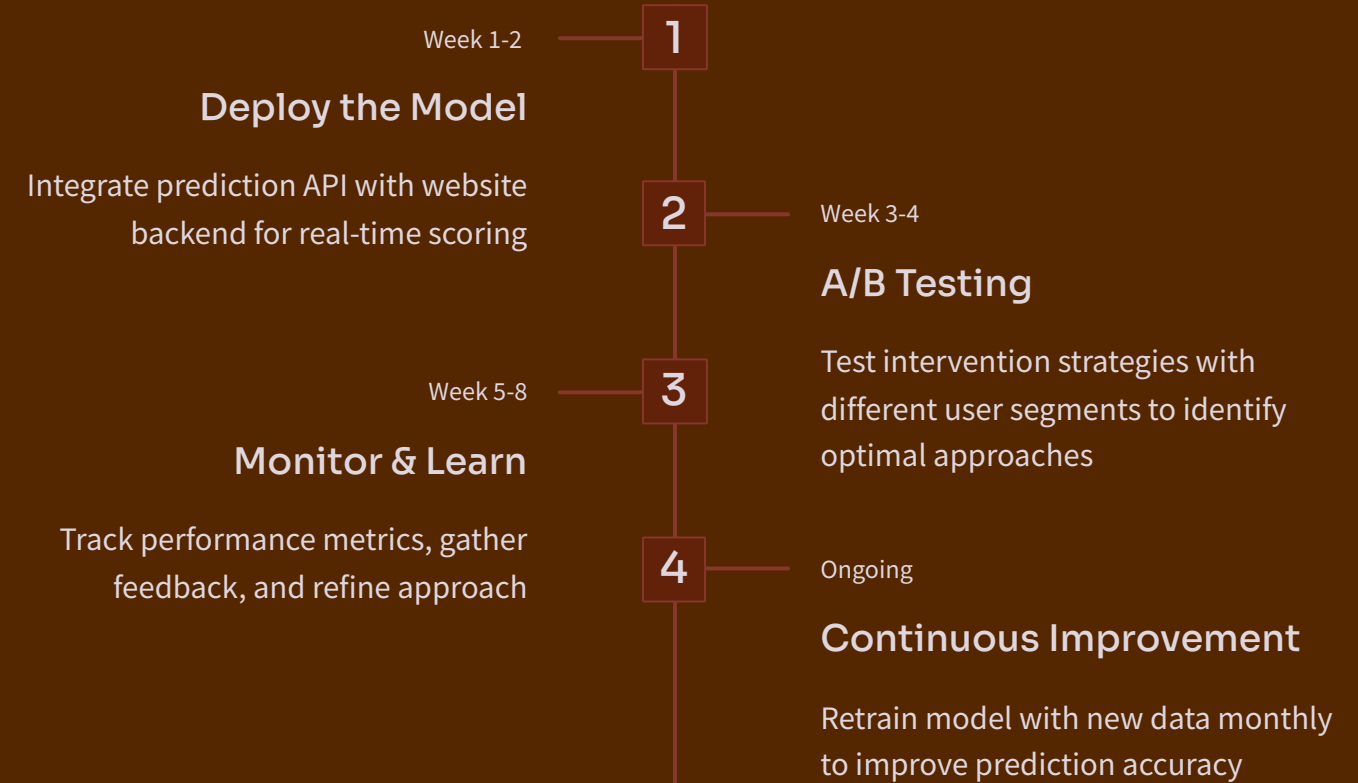 1
Week 1-2
Deploy the Model
Integrate prediction API with website
backend for real-time scoring
2
Week 3-4
A/B Testing
Test intervention strategies with
different user segments to identify
optimal approaches
3
Week 5-8
Monitor & Learn
Track performance metrics, gather
feedback, and refine approach
4
Ongoing
Continuous Improvement
Retrain model with new data monthly
to improve prediction accuracy